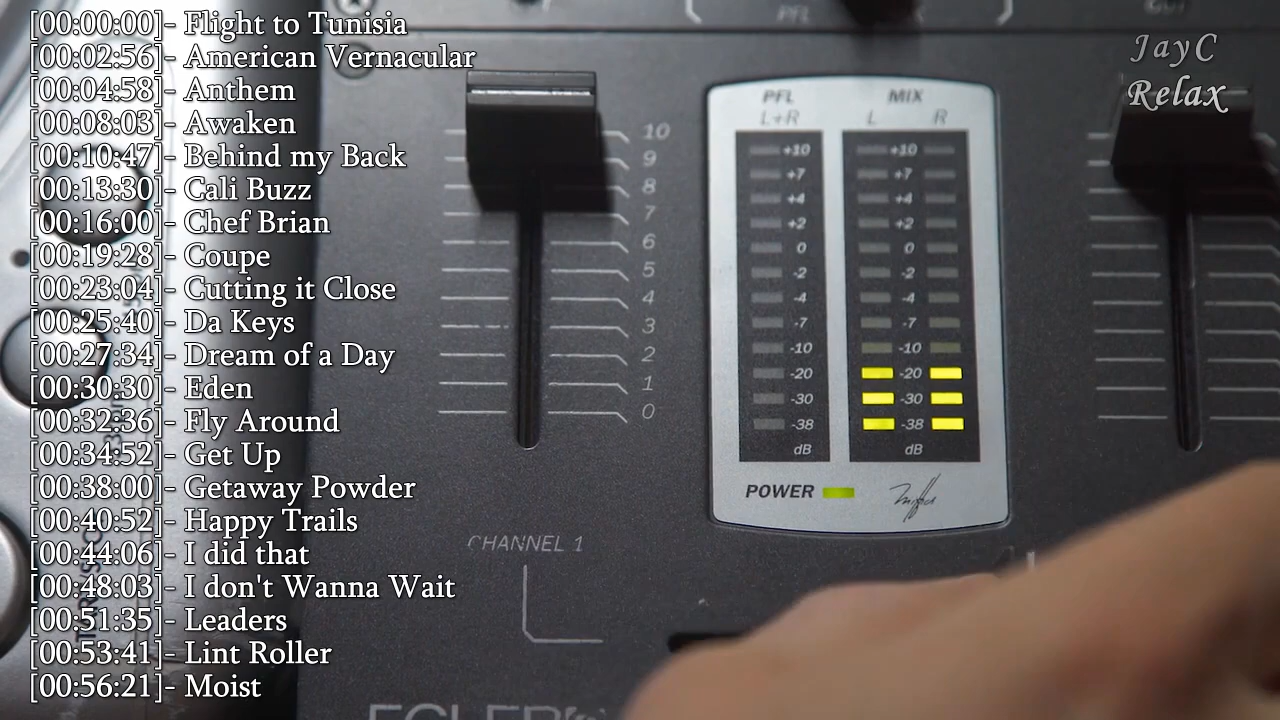 [00:00:00] - Flight to Tunisia
[00:02:56] - American Vernacular
[00:04:58] - Anthem
[00:08:03] - Awaken
[00:10:47] - Behind my Back
[00:13:30] - Cali Buzz
[00:16:00] - Chef Brian
[00:19:28] - Coupe
[00:23:04] - Cutting it Close
[00:25:40] - Da Keys
[00:27:34] - Dream of a Day
[00:30:30] - Eden
[00:32:36] - Fly Around
[00:34:52] - Get Up
[00:38:00] - Getaway Powder
[00:40:52] - Happy Trails
[00:44:06] - I did that
[00:48:03] - I don't Wanna Wait
[00:51:35] - Leaders
[00:53:41] - Lint Roller
[00:56:21] - Moist
10
9
8
7
6
5
4
3
2
1
0
CHANNEL 1
PFL
PFL MIX
L+R L R
+10 +10
+7 +7
+4 +4
+2 +2
0 0
-2 -2
-4 -4
-7 -7
-10 -10
-20 -20
-30 -30
-38 -38
dB dB
POWER
JayC
Relax